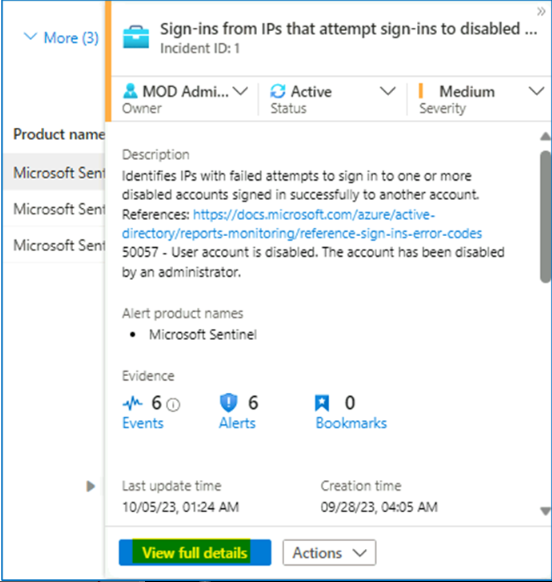 More (3)
Product name
Microsoft Sent
Microsoft Sent
Microsoft Sent
Sign-ins from IPs that attempt sign-ins to disabled ...
Incident ID: 1
MOD Admi... Active Medium
Owner Status Severity
Description
Identifies IPs with failed attempts to sign in to one or more
disabled accounts signed in successfully to another account.
References: https://docs.microsoft.com/azure/active-
directory/reports-monitoring/reference-sign-ins-error-codes
50057 - User account is disabled. The account has been disabled
by an administrator.
Alert product names
• Microsoft Sentinel
Evidence
6 6 0
Events Alerts Bookmarks
Last update time Creation time
10/05/23, 01:24 AM 09/28/23, 04:05 AM
View full details Actions